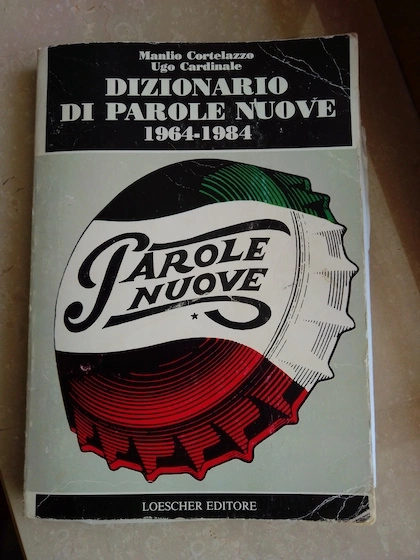 Manlio Cortelazzo
Ugo Cardinale
DIZIONARIO
DI PAROLE NUOVE
1964-1984
PAROLE
NUOVE
LOESCHER EDITORE